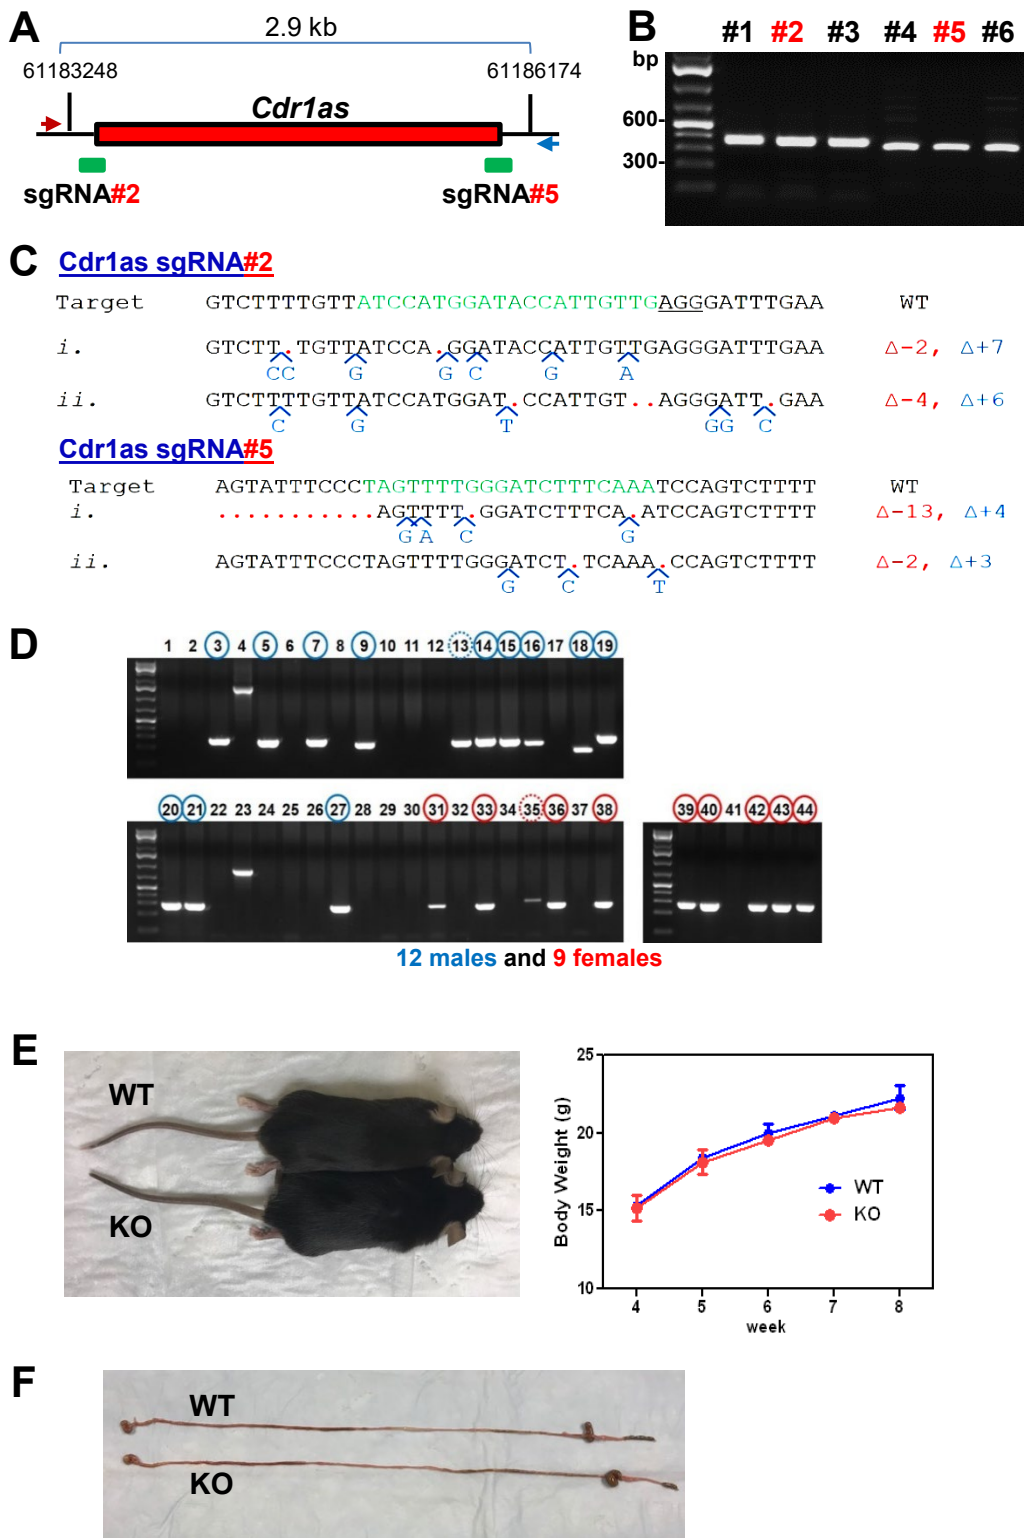 A
2.9 kb
61183248
61186174
Cdr1as
sgRNA#2
sgRNA#5
B
#1 #2 #3 #4 #5 #6
bp
600-
300-
C
Cdr1as sgRNA#2
Target GTCTTTTGTTATCCATGGATACCATTGTTGAGGGATTTGAA WT
i. GTCTT.TGTTATCCA.GGATACCATTGTTGAGGGATTTGAA Δ-2, Δ+7
CC G G C G A
ii. GTCTTTTGTTATCCATGGAT.CCATTGT..AGGGATT.GAA Δ-4, Δ+6
C G T GG C
Cdr1as sgRNA#5
Target AGTATTTCCCTAGTTTTGGGATCTTTCAAATCCAGTCTTTT WT
i. ...........AGTTTT.GGATCTTTCA.ATCCAGTCTTTT Δ-13, Δ+4
G A C G
ii. AGTATTTCCCTAGTTTTGGGATCT.TCAAA.CCAGTCTTTT Δ-2, Δ+3
G C T
D
1 2 3 4 5 6 7 8 9 10 11 12 13 14 15 16 17 18 19
20 21 22 23 24 25 26 27 28 29 30 31 32 33 34 35 36 37 38
39 40 41 42 43 44
12 males and 9 females
E
WT
KO
25
20
15
10
Body Weight (g)
WT
KO
4 5 6 7 8
week
F
WT
KO